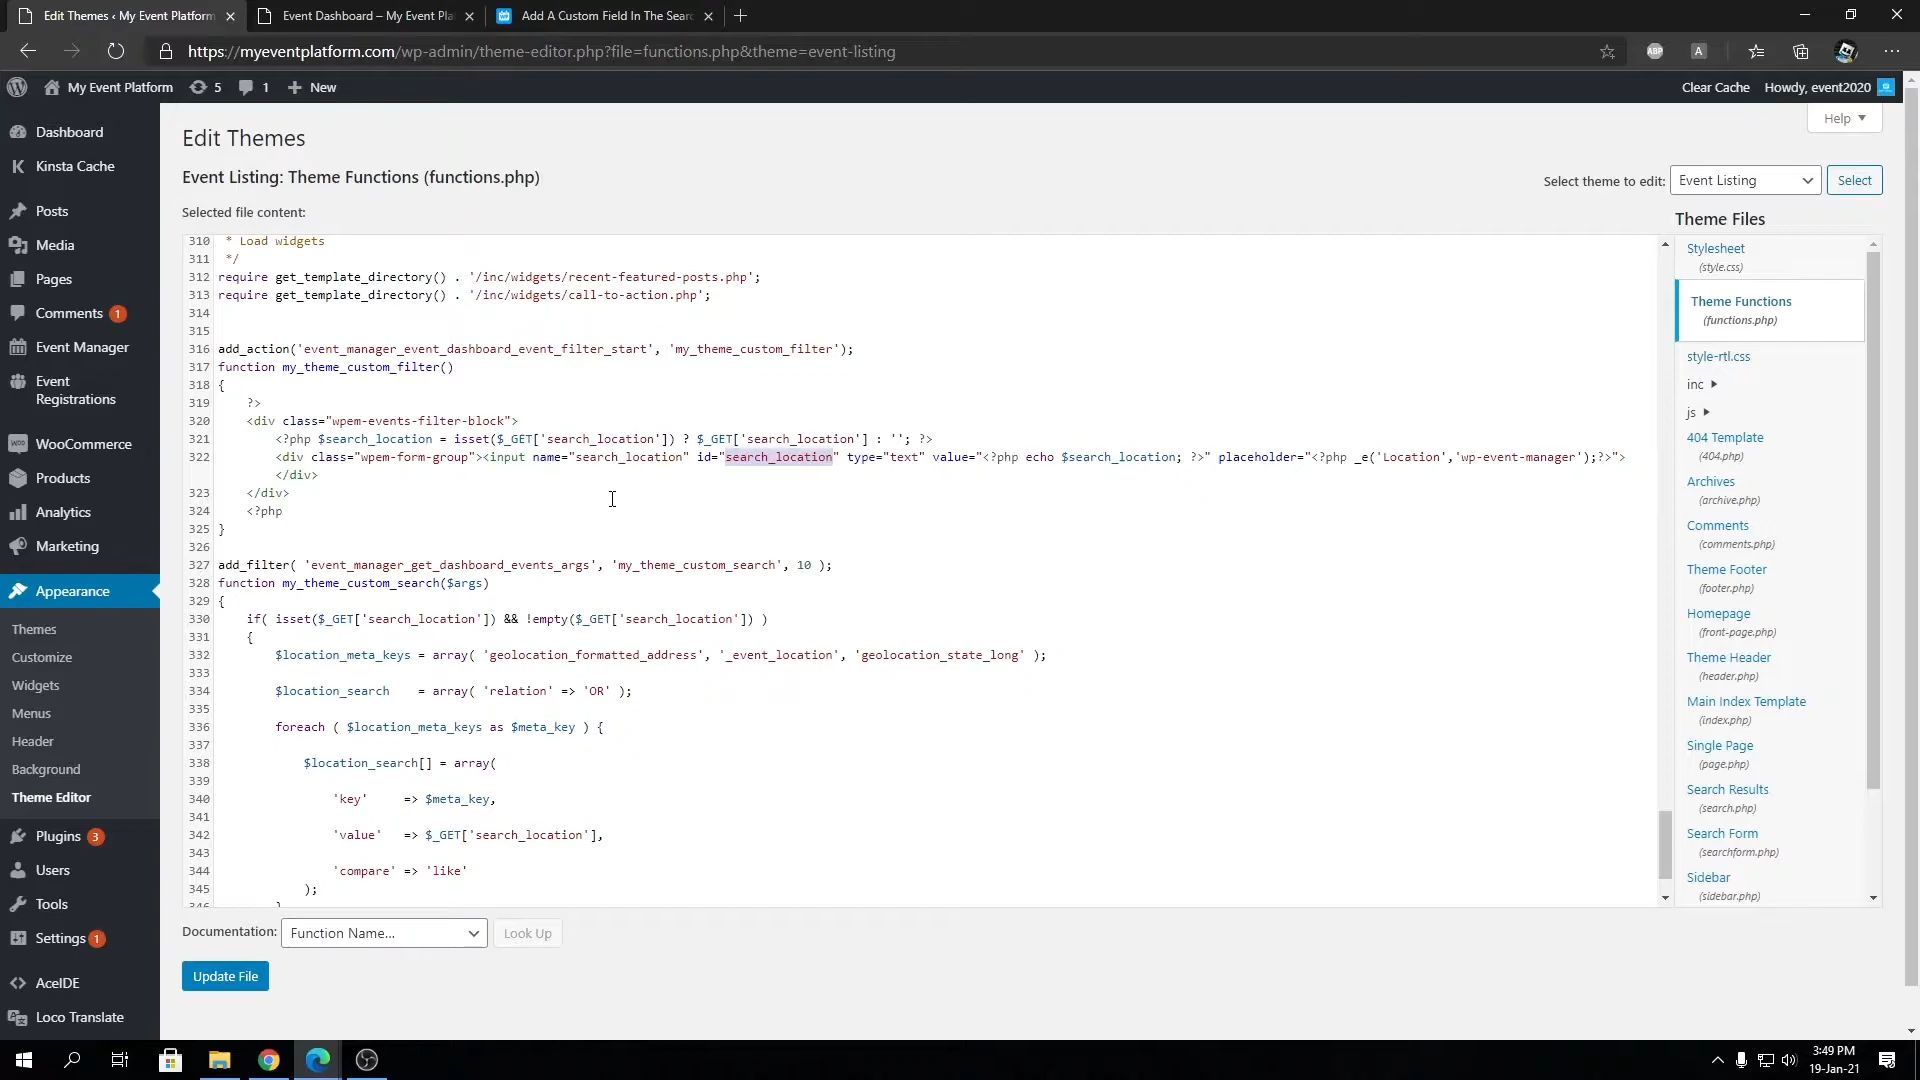 Edit Themes ‹ My Event Platform
Event Dashboard – My Event Pla
Add A Custom Field In The Sear
https://myeventplatform.com/wp-admin/theme-editor.php?file=functions.php&theme=event-listing
ABP
A
My Event Platform
5
1
New
Clear Cache
Howdy, event2020
Dashboard
Kinsta Cache
Posts
Media
Pages
Comments 1
Event Manager
Event
Registrations
WooCommerce
Products
Analytics
Marketing
Appearance
Themes
Customize
Widgets
Menus
Header
Background
Theme Editor
Plugins 3
Users
Tools
Settings 1
AceIDE
Loco Translate
Help
Edit Themes
Event Listing: Theme Functions (functions.php)
Select theme to edit: Event Listing Select
Selected file content:
310 * Load widgets
311 */
312 require get_template_directory() . '/inc/widgets/recent-featured-posts.php';
313 require get_template_directory() . '/inc/widgets/call-to-action.php';
314
315
316 add_action('event_manager_event_dashboard_event_filter_start', 'my_theme_custom_filter');
317 function my_theme_custom_filter()
318 {
319 ?>
320 <div class="wpem-events-filter-block">
321 <?php $search_location = isset($_GET['search_location']) ? $_GET['search_location'] : ''; ?>
322 <div class="wpem-form-group"><input name="search_location" id="search_location" type="text" value="<?php echo $search_location; ?>" placeholder="<?php _e('Location','wp-event-manager');?>">
</div>
323 </div>
324 <?php
325 }
326
327 add_filter( 'event_manager_get_dashboard_events_args', 'my_theme_custom_search', 10 );
328 function my_theme_custom_search($args)
329 {
330 if( isset($_GET['search_location']) && !empty($_GET['search_location']) )
331 {
332 $location_meta_keys = array( 'geolocation_formatted_address', '_event_location', 'geolocation_state_long' );
333
334 $location_search = array( 'relation' => 'OR' );
335
336 foreach ( $location_meta_keys as $meta_key ) {
337
338 $location_search[] = array(
339
340 'key' => $meta_key,
341
342 'value' => $_GET['search_location'],
343
344 'compare' => 'like'
345 );
346 }
Theme Files
Stylesheet
(style.css)
Theme Functions
(functions.php)
style-rtl.css
inc
js
404 Template
(404.php)
Archives
(archive.php)
Comments
(comments.php)
Theme Footer
(footer.php)
Homepage
(front-page.php)
Theme Header
(header.php)
Main Index Template
(index.php)
Single Page
(page.php)
Search Results
(search.php)
Search Form
(searchform.php)
Sidebar
(sidebar.php)
Documentation: Function Name... Look Up
Update File
3:49 PM
19-Jan-21